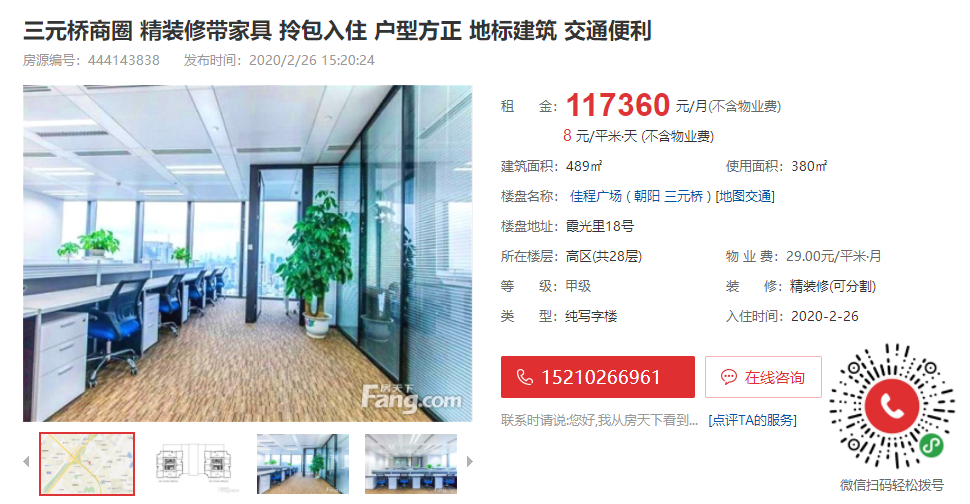 三元桥商圈 精装修带家具 拎包入住 户型方正 地标建筑 交通便利
房源编号：444143838 发布时间：2020/2/26 15:20:24
租 金：117360 元/月(不含物业费)
8 元/平米·天 (不含物业费)
建筑面积：489㎡ 使用面积：380㎡
楼盘名称： 佳程广场 ( 朝阳 三元桥 ) [地图交通]
楼盘地址：霞光里18号
所在楼层：高区(共28层) 物 业 费：29.00元/平米·月
等 级：甲级 装 修：精装修(可分割)
类 型：纯写字楼 入住时间：2020-2-26
房天下
Fang.com
15210266961 在线咨询
联系时请说:您好,我从房天下看到... [点评TA的服务]
微信扫码轻松拨号